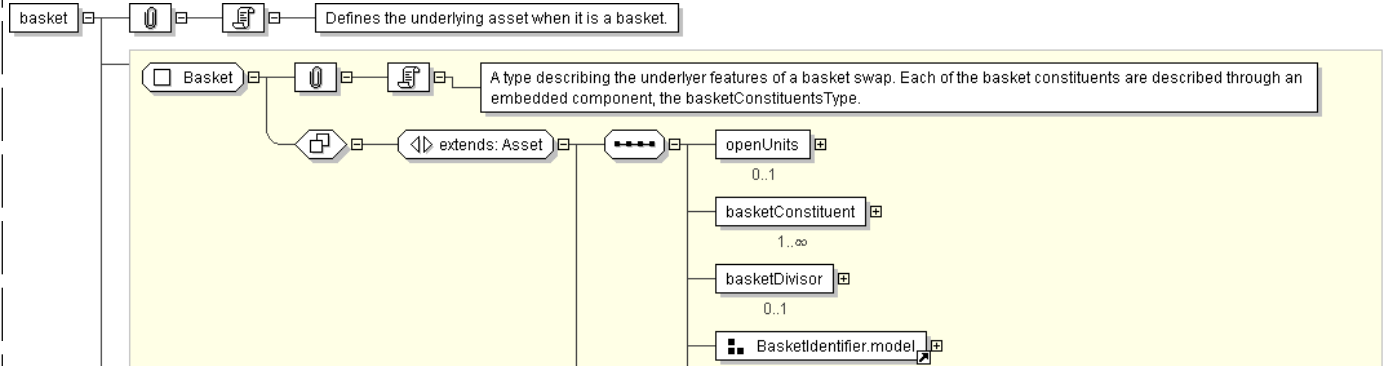 basket
Defines the underlying asset when it is a basket.
Basket
A type describing the underlyer features of a basket swap. Each of the basket constituents are described through an
embedded component, the basketConstituentsType.
extends: Asset
openUnits
0..1
basketConstituent
1..∞
basketDivisor
0..1
BasketIdentifier.model